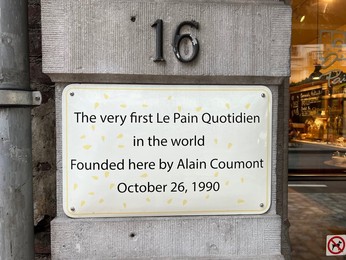 16
The very first Le Pain Quotidien
in the world
Founded here by Alain Coumont
October 26, 1990